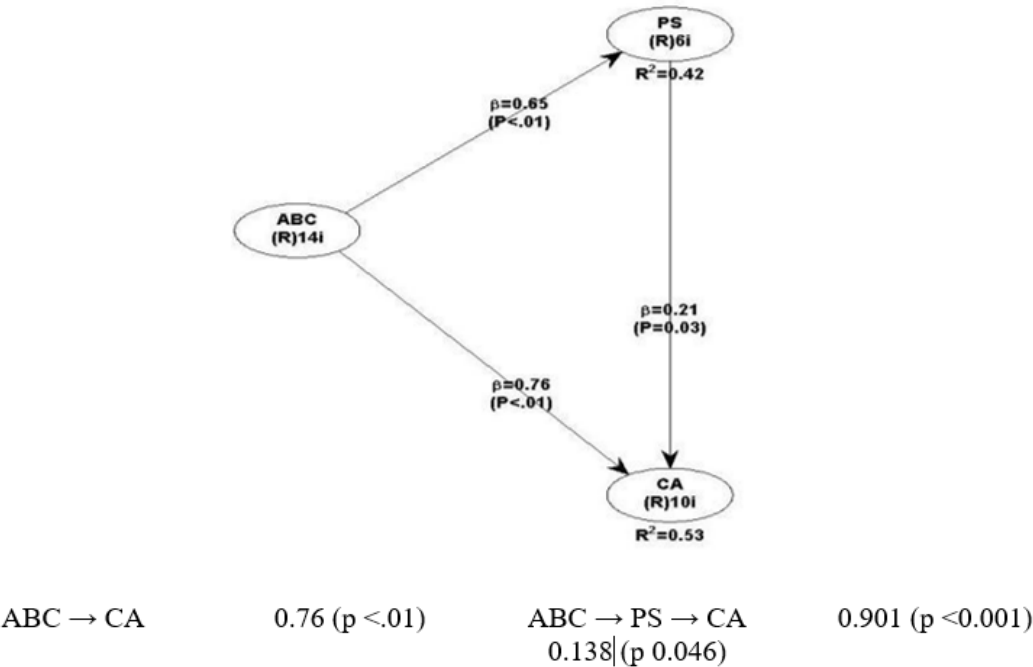 PS
(R)6i
R²=0.42
β=0.65
(P<.01)
ABC
(R)14i
β=0.21
(P=0.03)
β=0.76
(P<.01)
CA
(R)10i
R²=0.53
ABC → CA 0.76 (p <.01) ABC → PS → CA 0.901 (p <0.001)
0.138 (p 0.046)